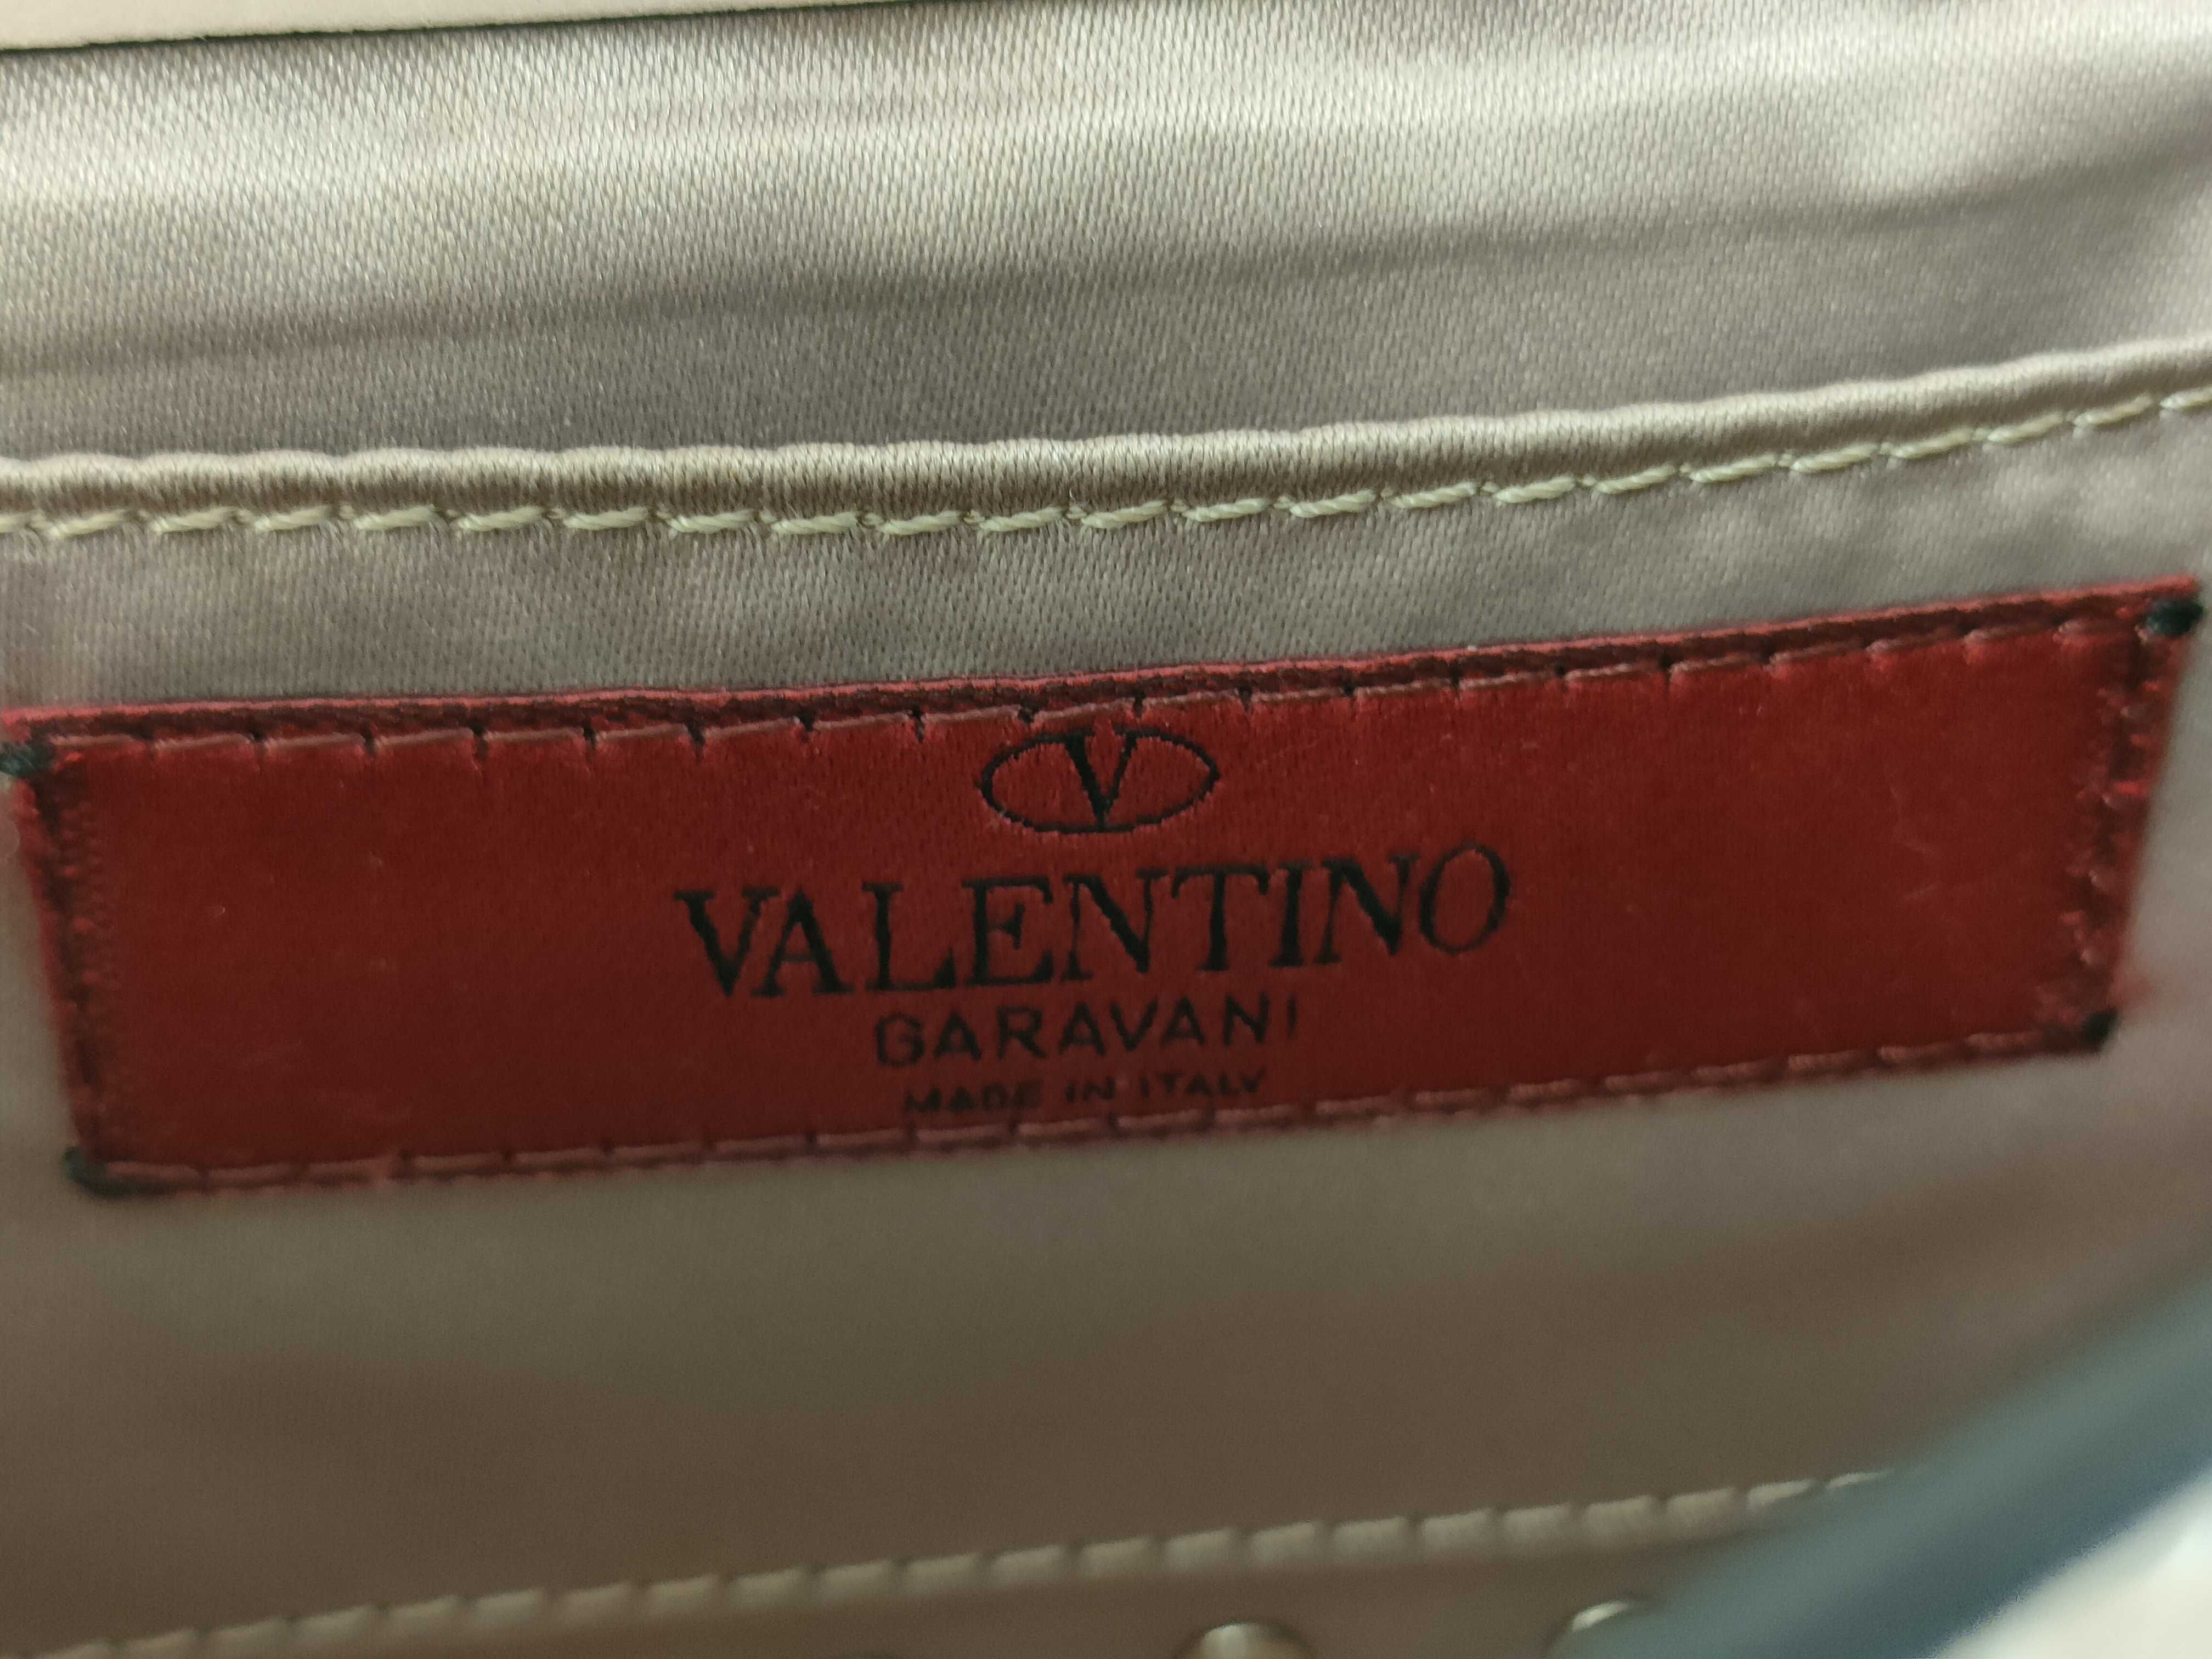 V
VALENTINO
GARAVANI
MADE IN ITALY